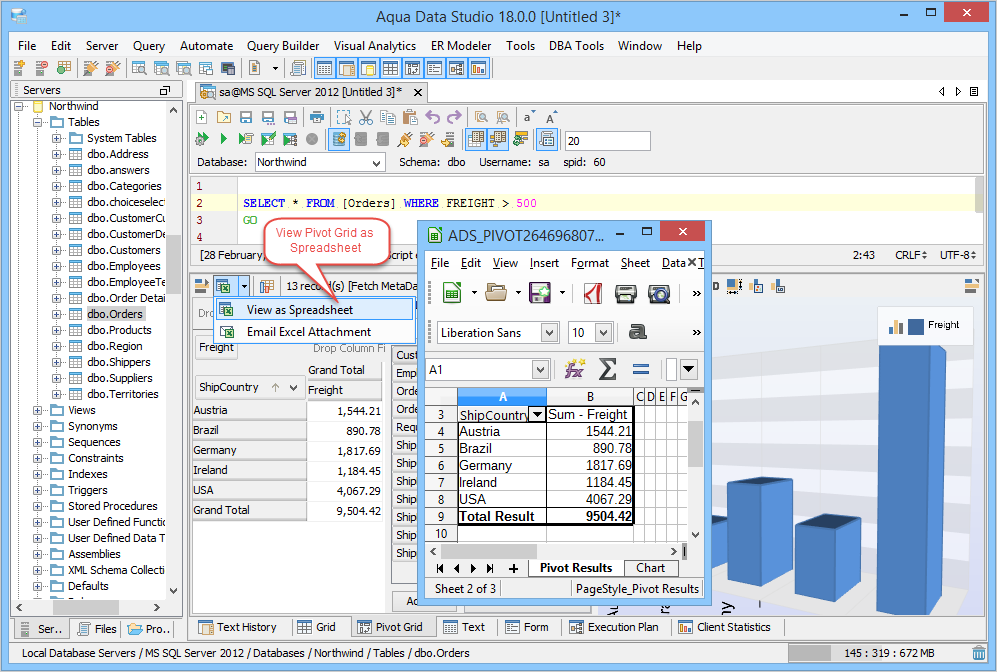 Aqua Data Studio 18.0.0 [Untitled 3]*
File Edit Server Query Automate Query Builder Visual Analytics ER Modeler Tools DBA Tools Window Help
Servers
Northwind
Tables
System Tables
dbo.Address
dbo.answers
dbo.Categories
dbo.choiceselect
dbo.CustomerCu
dbo.CustomerDe
dbo.Customers
dbo.Employees
dbo.EmployeeTe
dbo.Order Detai
dbo.Orders
dbo.Products
dbo.Region
dbo.Shippers
dbo.Suppliers
dbo.Territories
Views
Synonyms
Sequences
Constraints
Indexes
Triggers
Stored Procedures
User Defined Functio
User Defined Data T
Assemblies
XML Schema Collecti
Defaults
Ser... Files Pro...
sa@MS SQL Server 2012 [Untitled 3]*
20
Database: Northwind Schema: dbo Username: sa spid: 60
1
2 SELECT * FROM [Orders] WHERE FREIGHT > 500
3 GO
4
[28 February, Script o 2:43 CRLF UTF-8
View Pivot Grid as
Spreadsheet
13 record(s) [Fetch MetaDa
View as Spreadsheet
Email Excel Attachment
Dro
Freight
Drop Column Fi
Grand Total
ShipCountry Freight
Austria 1,544.21
Brazil 890.78
Germany 1,817.69
Ireland 1,184.45
USA 4,067.29
Grand Total 9,504.42
Cust
Emp
Orde
Orde
Requ
Ship
Ship
Ship
Ship
Ship
Ship
Ship
Ad
ADS_PIVOT264696807...
File Edit View Insert Format Sheet Data T
Liberation Sans 10 a
A1
A B C D E F G
3 ShipCountry Sum - Freight
4 Austria 1544.21
5 Brazil 890.78
6 Germany 1817.69
7 Ireland 1184.45
8 USA 4067.29
9 Total Result 9504.42
10
Pivot Results Chart
Sheet 2 of 3 PageStyle_Pivot Results
Freight
Text History Grid Pivot Grid Text Form Execution Plan Client Statistics
Local Database Servers / MS SQL Server 2012 / Databases / Northwind / Tables / dbo.Orders 145 : 319 : 672 MB